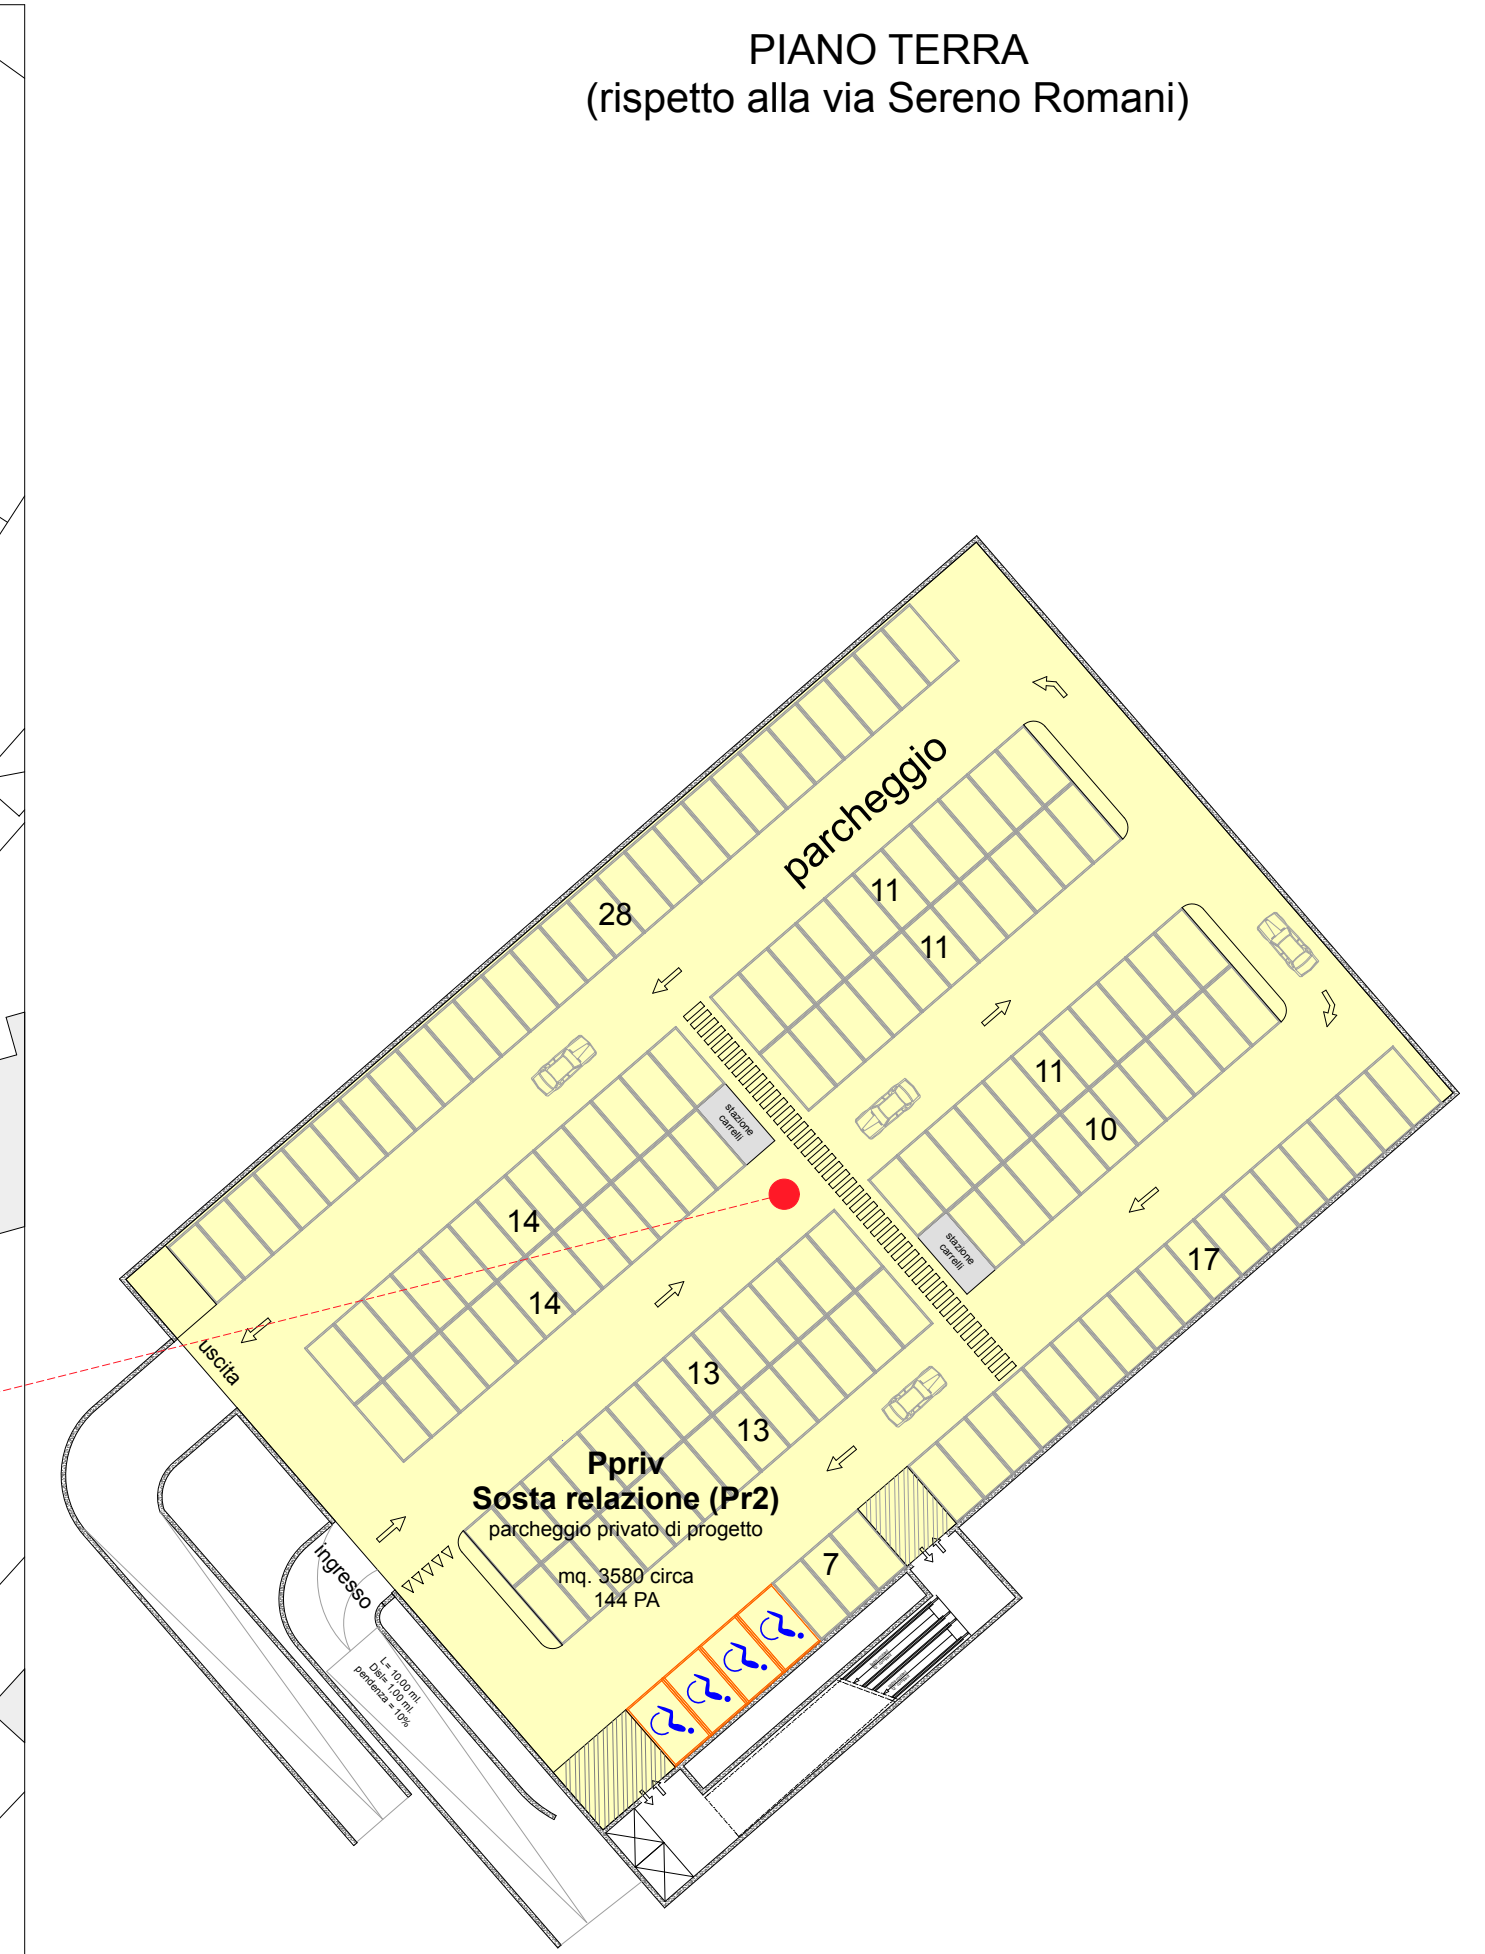 PIANO TERRA
(rispetto alla via Sereno Romani)
parcheggio
28
11
11
11
10
stazione
carrelli
14
14
stazione
carrelli
17
13
13
uscita
Ppriv
Sosta relazione (Pr2)
parcheggio privato di progetto
mq. 3580 circa
144 PA
7
ingresso
L= 10,00 ml.
Disl= 1,00 ml.
pendenza = 10%